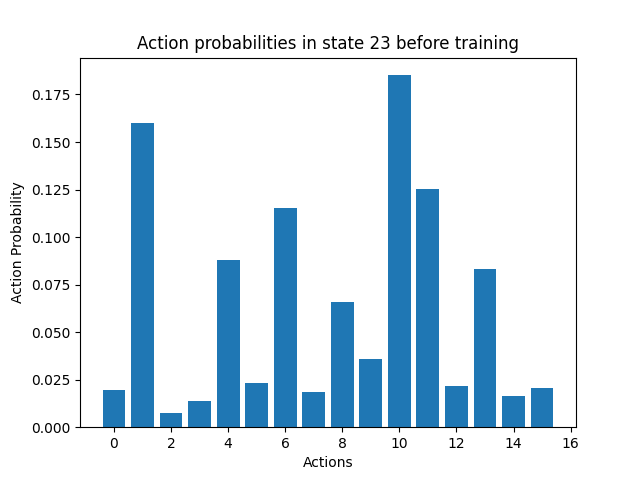 Action probabilities in state 23 before training
0.175
0.150
0.125
0.100
0.075
0.050
0.025
0.000
Action Probability
0 2 4 6 8 10 12 14 16
Actions